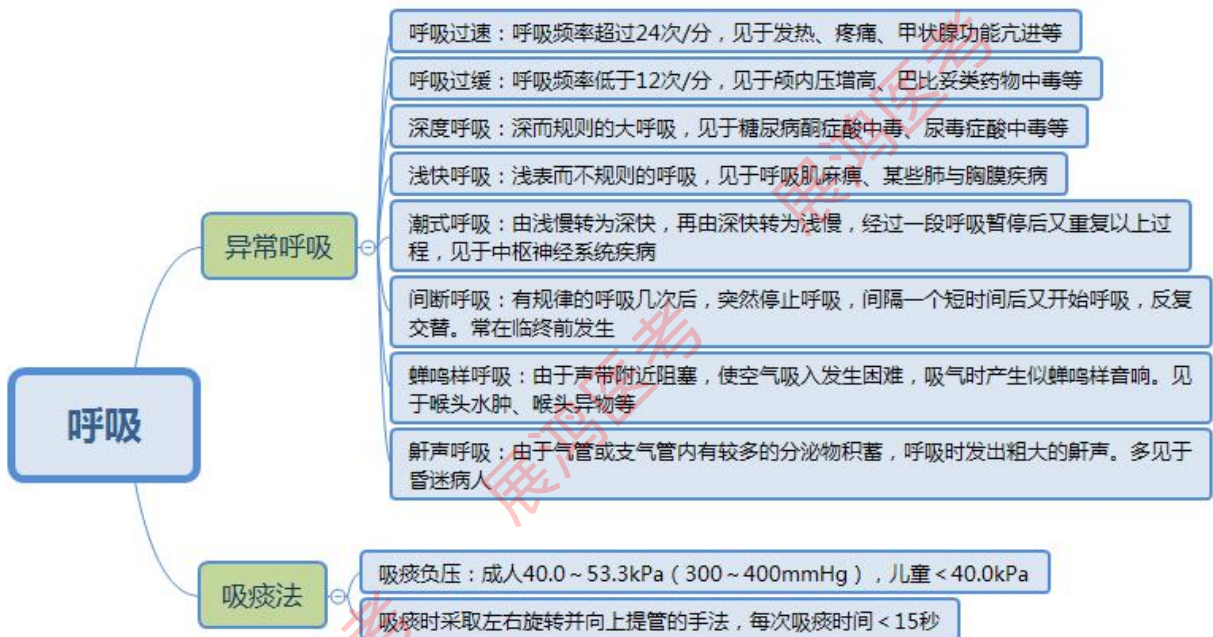 呼吸过速：呼吸频率超过24次/分，见于发热、疼痛、甲状腺功能亢进等
呼吸过缓：呼吸频率低于12次/分，见于颅内压增高、巴比妥类药物中毒等
深度呼吸：深而规则的大呼吸，见于糖尿病酮症酸中毒、尿毒症酸中毒等
浅快呼吸：浅表而不规则的呼吸，见于呼吸肌麻痹、某些肺与胸膜疾病
潮式呼吸：由浅慢转为深快，再由深快转为浅慢，经过一段呼吸暂停后又重复以上过
程，见于中枢神经系统疾病
异常呼吸
间断呼吸：有规律的呼吸几次后，突然停止呼吸，间隔一个短时间后又开始呼吸，反复
交替。常在临终前发生
蝉鸣样呼吸：由于声带附近阻塞，使空气吸入发生困难，吸气时产生似蝉鸣样音响。见
于喉头水肿、喉头异物等
鼾声呼吸：由于气管或支气管内有较多的分泌物积蓄，呼吸时发出粗大的鼾声。多见于
昏迷病人
呼吸
吸痰法
吸痰负压：成人40.0～53.3kPa（300～400mmHg），儿童＜40.0kPa
吸痰时采取左右旋转并向上提管的手法，每次吸痰时间＜15秒
展鸿医考
展鸿医考
考